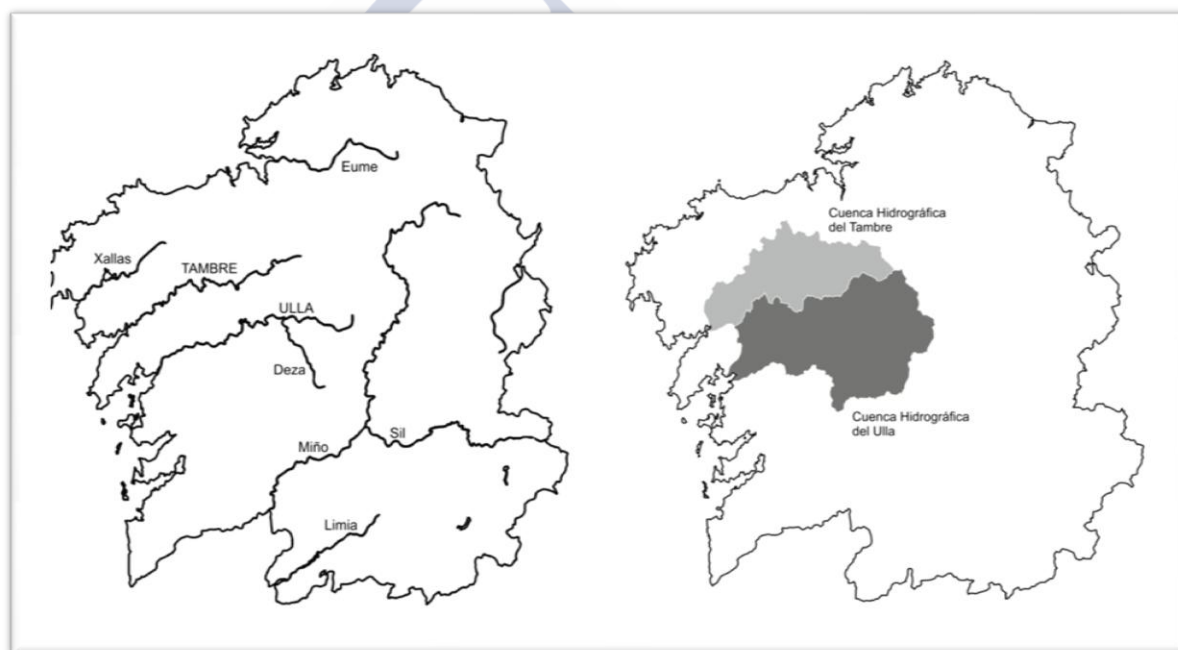 Eume
Xallas
TAMBRE
ULLA
Deza
Miño
Sil
Limia
Cuenca Hidrográfica
del Tambre
Cuenca Hidrográfica
del Ulla